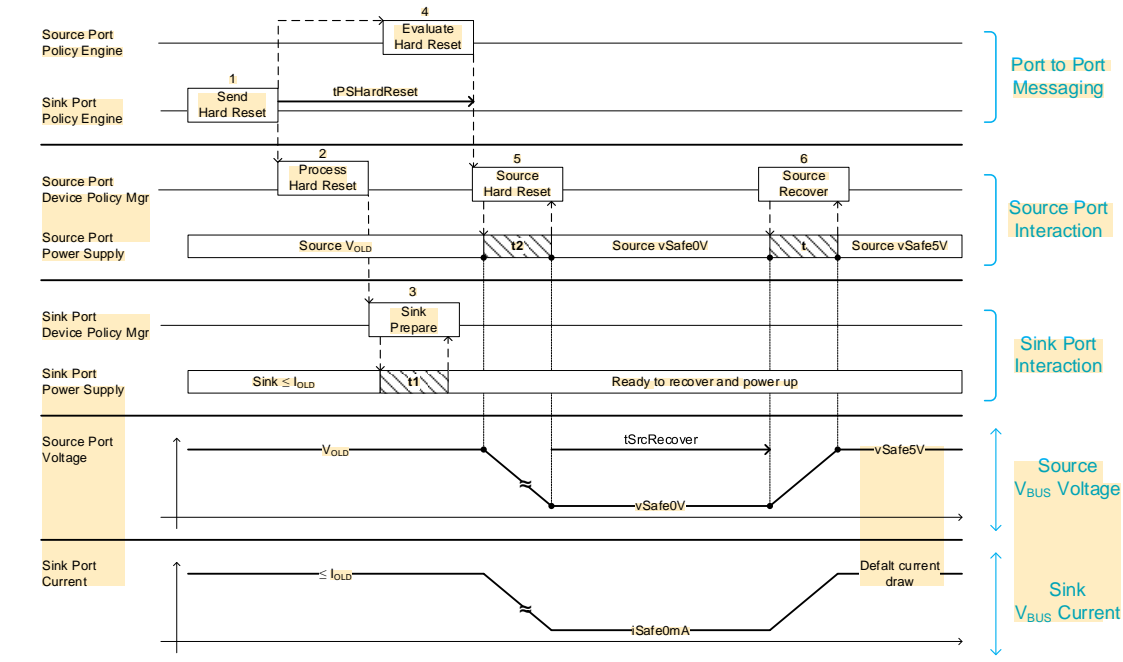 4
Source Port
Policy Engine
Evaluate
Hard Reset
Port to Port
Messaging
1
Sink Port
Policy Engine
Send
Hard Reset
tPSHardReset
2
5
6
Source Port
Device Policy Mgr
Process
Hard Reset
Source
Hard Reset
Source
Recover
Source Port
Interaction
Source Port
Power Supply
Source VOLD
t2
Source vSafe0V
t
Source vSafe5V
3
Sink Port
Device Policy Mgr
Sink
Prepare
Sink Port
Interaction
Sink Port
Power Supply
Sink ≤ IOLD
t1
Ready to recover and power up
Source Port
Voltage
VOLD
tSrcRecover
vSafe5V
vSafe0V
Source
VBUS Voltage
Sink Port
Current
≤ IOLD
Defalt current
draw
iSafe0mA
Sink
VBUS Current